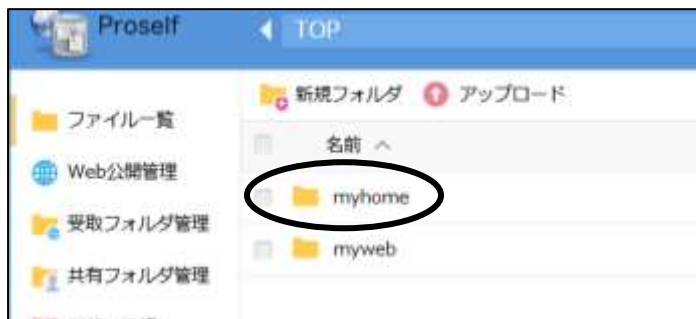 Proself
TOP
新規フォルダ アップロード
ファイル一覧
名前
Web公開管理
myhome
受取フォルダ管理
myweb
共有フォルダ管理